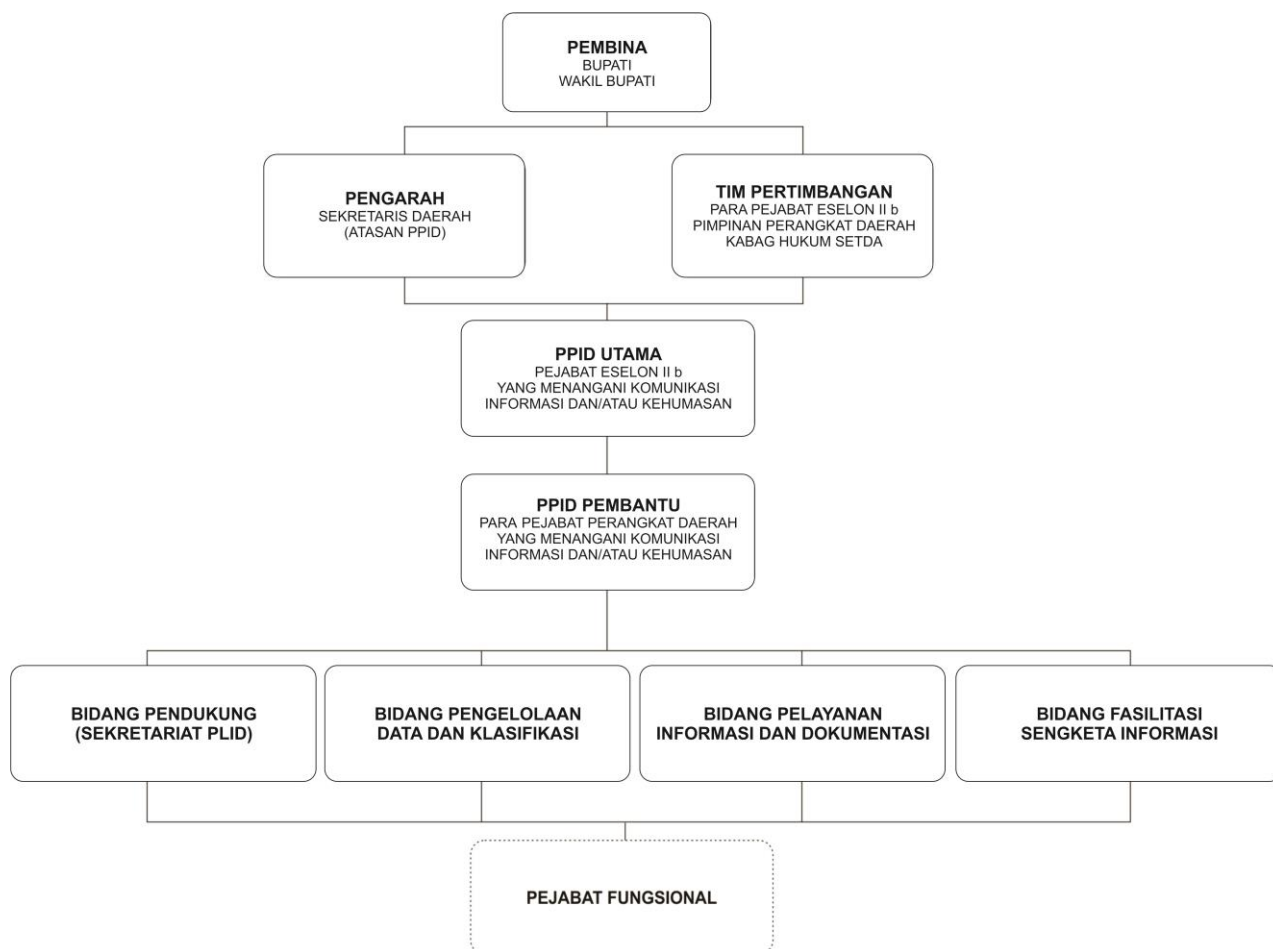 PEMBINA
BUPATI
WAKIL BUPATI
PENGARAH
SEKRETARIS DAERAH
(ATASAN PPID)
TIM PERTIMBANGAN
PARA PEJABAT ESELON II b
PIMPINAN PERANGKAT DAERAH
KABAG HUKUM SETDA
PPID UTAMA
PEJABAT ESELON II b
YANG MENANGANI KOMUNIKASI
INFORMASI DAN/ATAU KEHUMASAN
PPID PEMBANTU
PARA PEJABAT PERANGKAT DAERAH
YANG MENANGANI KOMUNIKASI
INFORMASI DAN/ATAU KEHUMASAN
BIDANG PENDUKUNG
(SEKRETARIAT PLID)
BIDANG PENGELOLAAN
DATA DAN KLASIFIKASI
BIDANG PELAYANAN
INFORMASI DAN DOKUMENTASI
BIDANG FASILITASI
SENGKETA INFORMASI
PEJABAT FUNGSIONAL